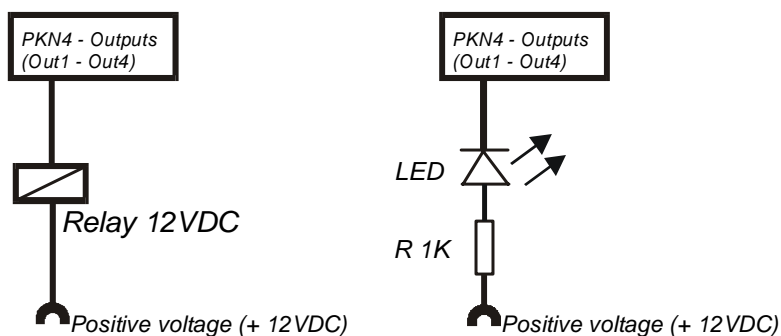 PKN4 - Outputs
(Out1 - Out4)
Relay 12VDC
Positive voltage (+ 12VDC)
PKN4 - Outputs
(Out1 - Out4)
LED
R 1K
Positive voltage (+ 12VDC)